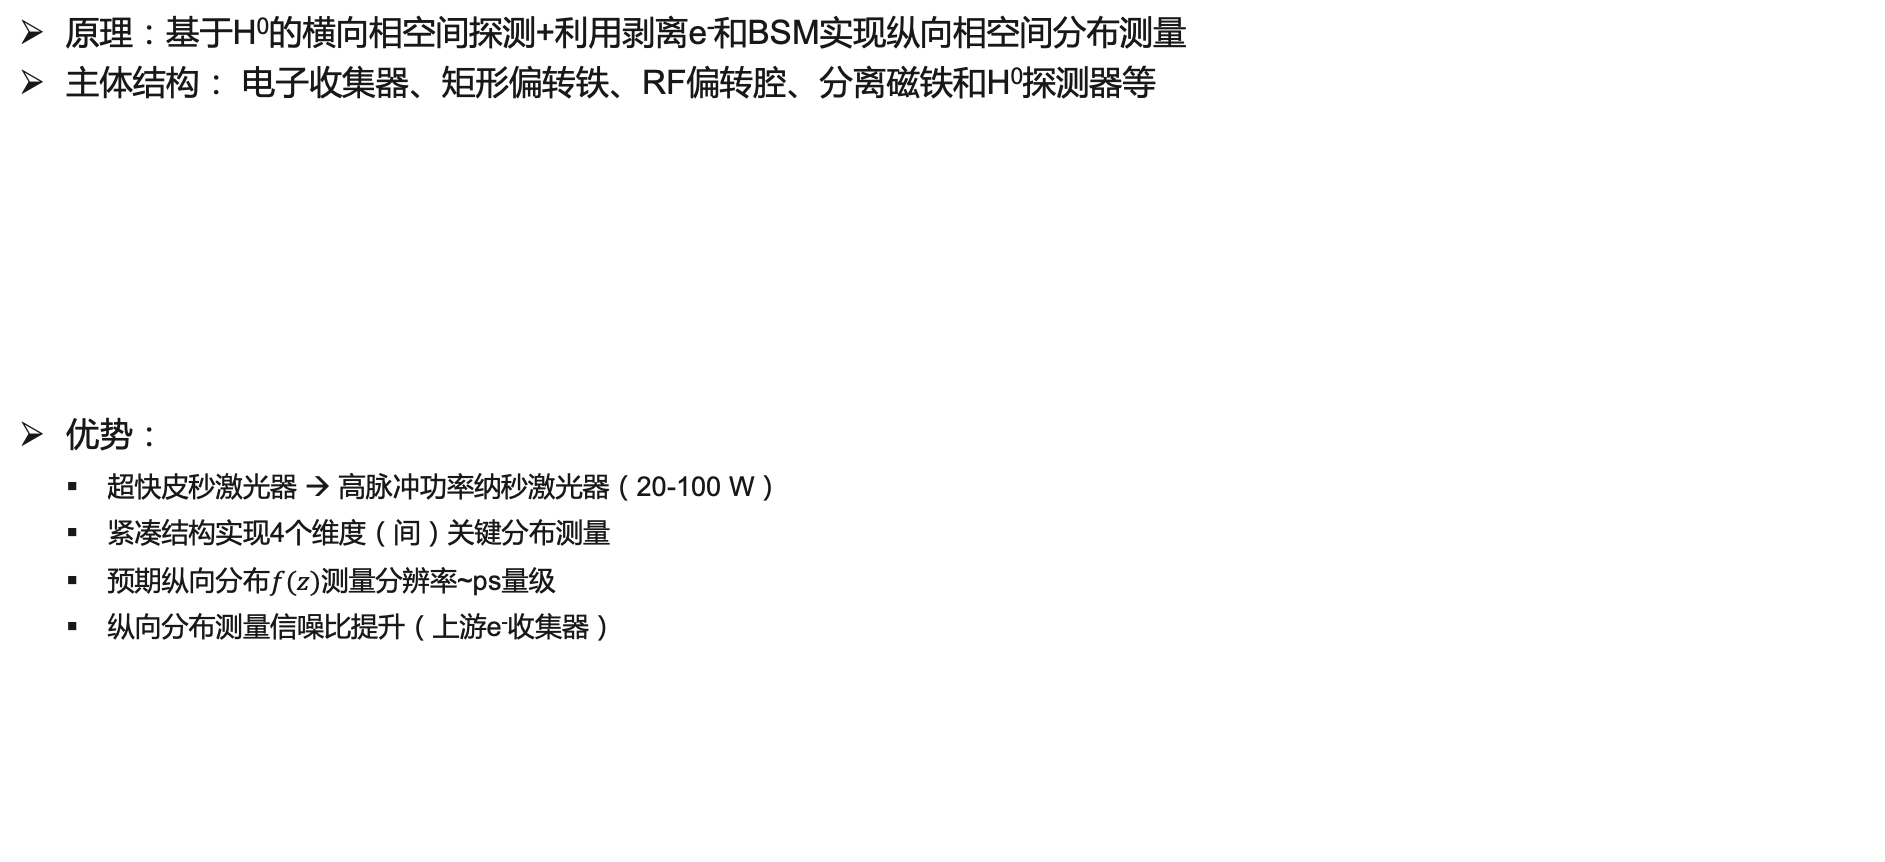 ➢ 原理：基于H⁰的横向相空间探测+利用剥离e⁻和BSM实现纵向相空间分布测量
➢ 主体结构： 电子收集器、矩形偏转铁、RF偏转腔、分离磁铁和H⁰探测器等
➢ 优势：
▪ 超快皮秒激光器 → 高脉冲功率纳秒激光器（20-100 W）
▪ 紧凑结构实现4个维度（间）关键分布测量
▪ 预期纵向分布𝑓(𝑧)测量分辨率~ps量级
▪ 纵向分布测量信噪比提升（上游e⁻收集器）